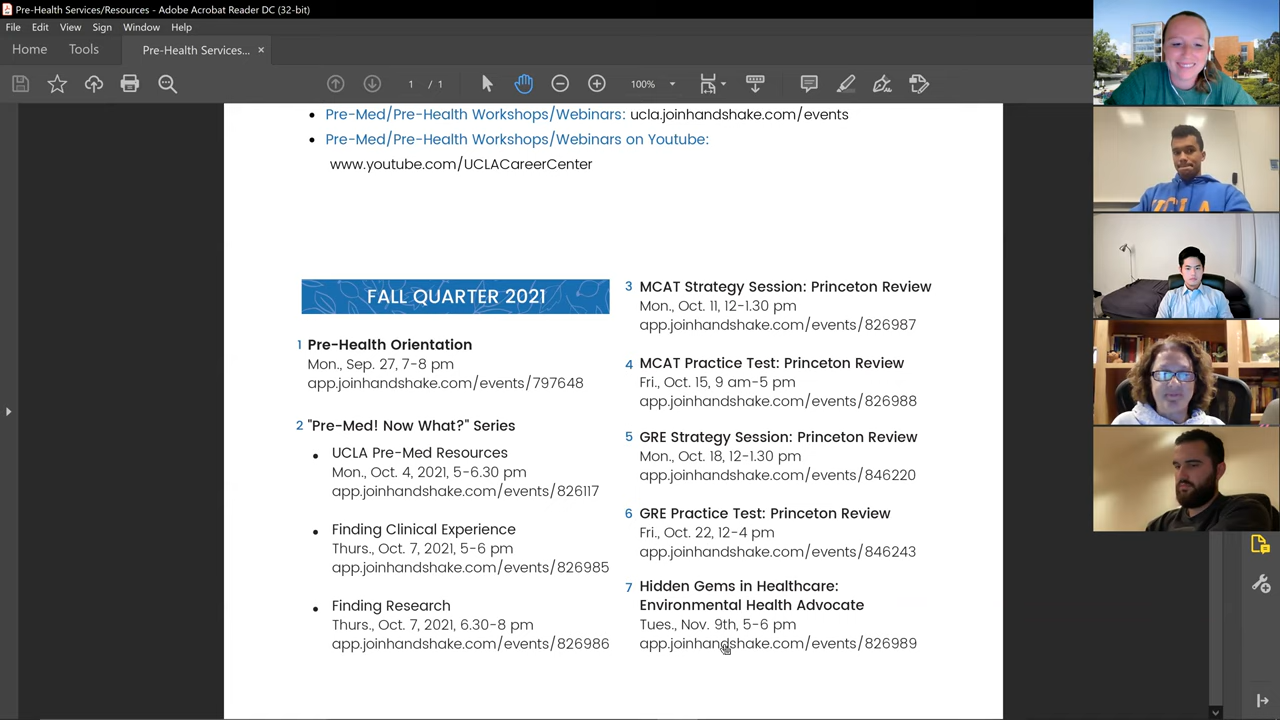 Pre-Health Services/Resources - Adobe Acrobat Reader DC (32-bit)
File Edit View Sign Window Help
Home Tools Pre-Health Services... ×
1 / 1 100%
• Pre-Med/Pre-Health Workshops/Webinars: ucla.joinhandshake.com/events
• Pre-Med/Pre-Health Workshops/Webinars on Youtube:
www.youtube.com/UCLACareerCenter
FALL QUARTER 2021
1 Pre-Health Orientation
Mon., Sep. 27, 7-8 pm
app.joinhandshake.com/events/797648
2 "Pre-Med! Now What?" Series
• UCLA Pre-Med Resources
Mon., Oct. 4, 2021, 5-6.30 pm
app.joinhandshake.com/events/826117
• Finding Clinical Experience
Thurs., Oct. 7, 2021, 5-6 pm
app.joinhandshake.com/events/826985
• Finding Research
Thurs., Oct. 7, 2021, 6.30-8 pm
app.joinhandshake.com/events/826986
3 MCAT Strategy Session: Princeton Review
Mon., Oct. 11, 12-1.30 pm
app.joinhandshake.com/events/826987
4 MCAT Practice Test: Princeton Review
Fri., Oct. 15, 9 am-5 pm
app.joinhandshake.com/events/826988
5 GRE Strategy Session: Princeton Review
Mon., Oct. 18, 12-1.30 pm
app.joinhandshake.com/events/846220
6 GRE Practice Test: Princeton Review
Fri., Oct. 22, 12-4 pm
app.joinhandshake.com/events/846243
7 Hidden Gems in Healthcare:
Environmental Health Advocate
Tues., Nov. 9th, 5-6 pm
app.joinhandshake.com/events/826989
UCLA